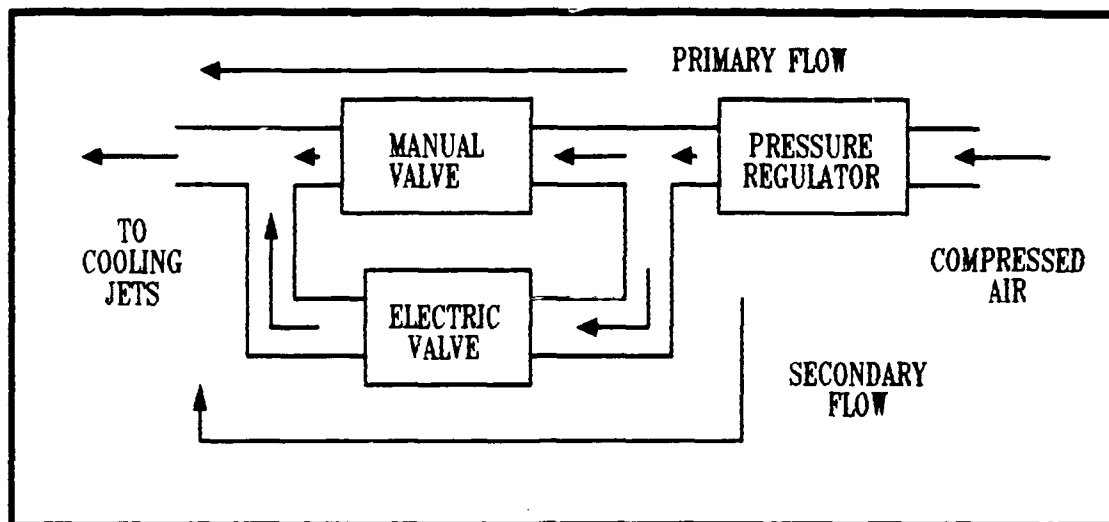 PRIMARY FLOW
MANUAL
VALVE
PRESSURE
REGULATOR
TO
COOLING
JETS
COMPRESSED
AIR
ELECTRIC
VALVE
SECONDARY
FLOW